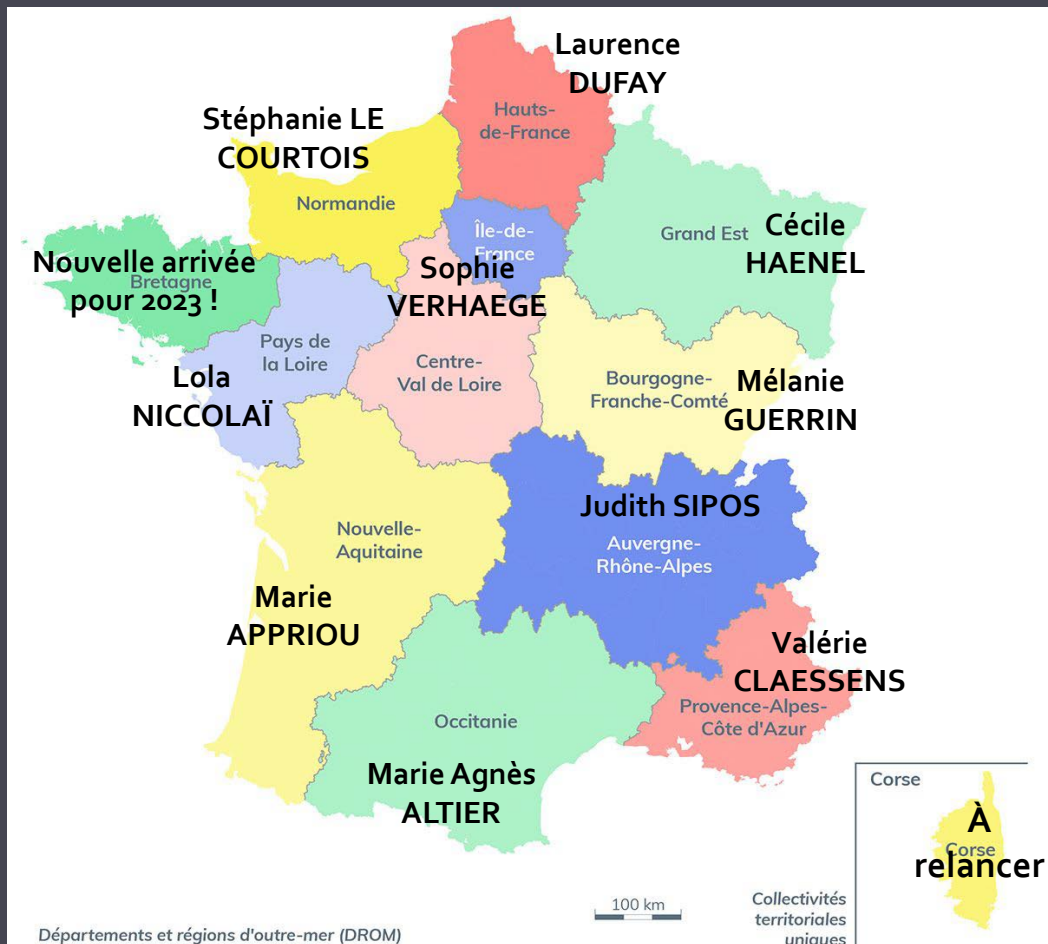 Laurence
DUFAY
Hauts-
de-France
Stéphanie LE
COURTOIS
Normandie
Île-de-
France
Grand Est
Cécile
HAENEL
Nouvelle arrivée
Bretagne
pour 2023 !
Sophie
VERHAEGE
Pays de
la Loire
Centre-
Val de Loire
Lola
NICCOLAÏ
Bourgogne-
Franche-Comté
Mélanie
GUERRIN
Judith SIPOS
Auvergne-
Rhône-Alpes
Nouvelle-
Aquitaine
Marie
APPRIOU
Valérie
CLAESSENS
Provence-Alpes-
Côte d'Azur
Occitanie
Marie Agnès
ALTIER
Corse
À
Corse
relancer
100 km
Collectivités
territoriales
uniques
Départements et régions d'outre-mer (DROM)